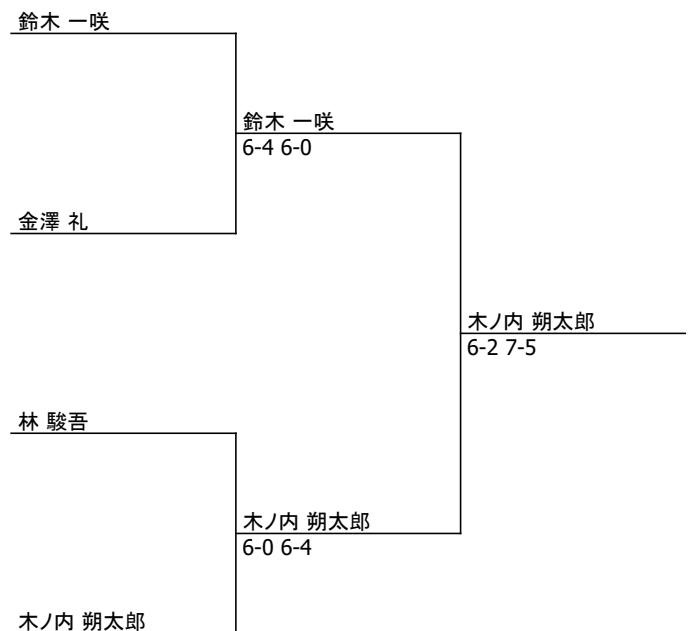 鈴木 一咲
鈴木 一咲
6-4 6-0
金澤 礼
木ノ内 朔太郎
6-2 7-5
林 駿吾
木ノ内 朔太郎
6-0 6-4
木ノ内 朔太郎